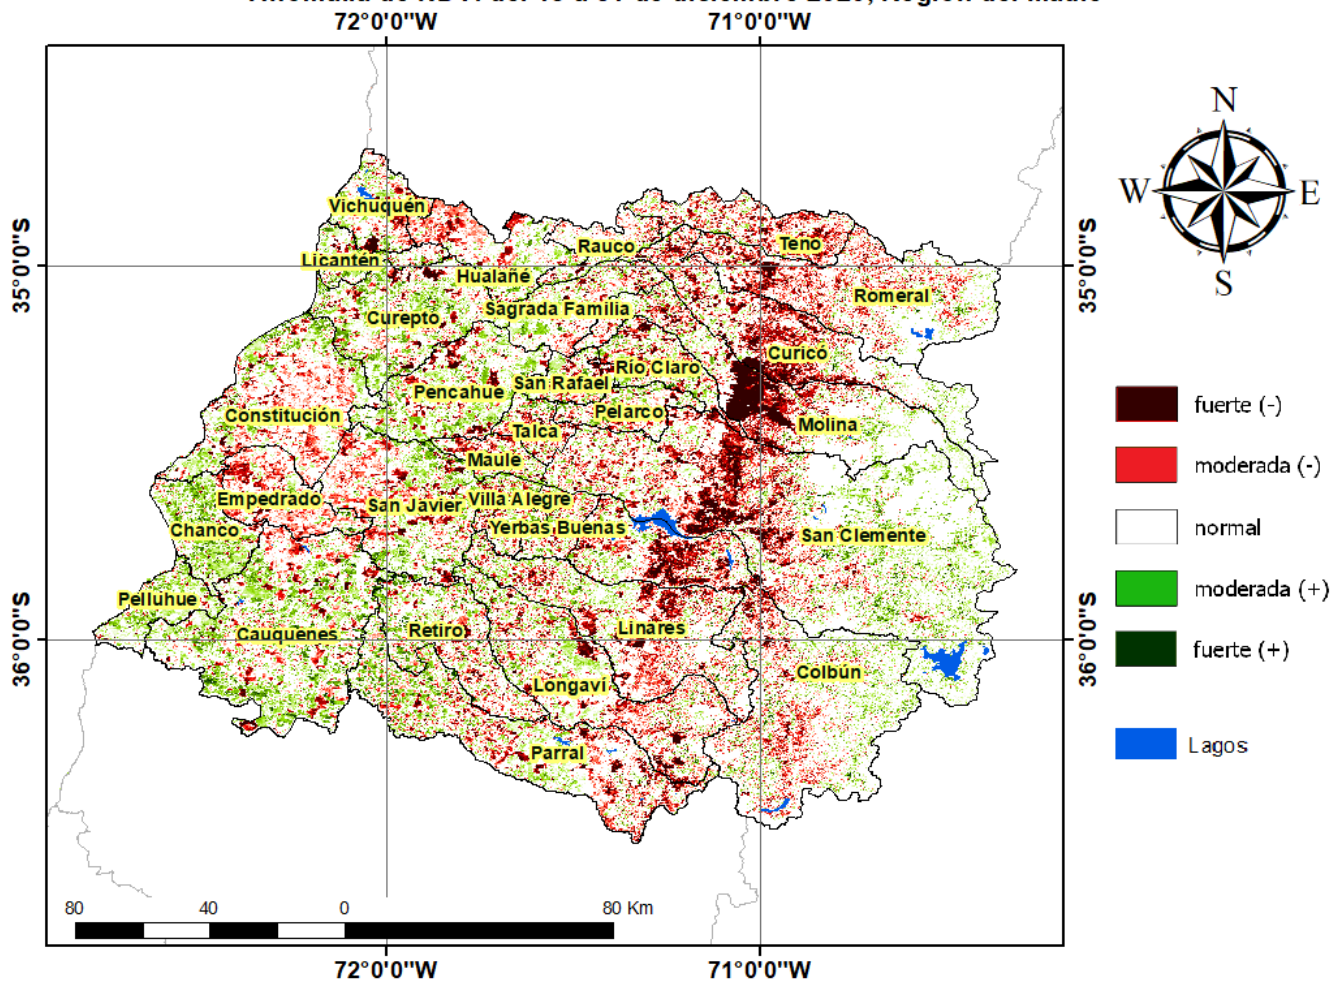 72°0'0"W 71°0'0"W
N
W E
S
35°0'0"S 35°0'0"S
36°0'0"S 36°0'0"S
Vichuquén
Licantén
Hualañé
Rauco
Teno
Romeral
Curepto
Sagrada Familia
Curicó
Río Claro
San Rafael
Pencahue
Pelarco
Constitución
Talca
Molina
Maule
Empedrado
San Javier
Villa Alegre
Chanco
Yerbas Buenas
San Clemente
Pelluhue
Cauquenes
Retiro
Linares
Longaví
Colbún
Parral
fuerte (-)
moderada (-)
normal
moderada (+)
fuerte (+)
Lagos
80 40 0 80 Km
72°0'0"W 71°0'0"W